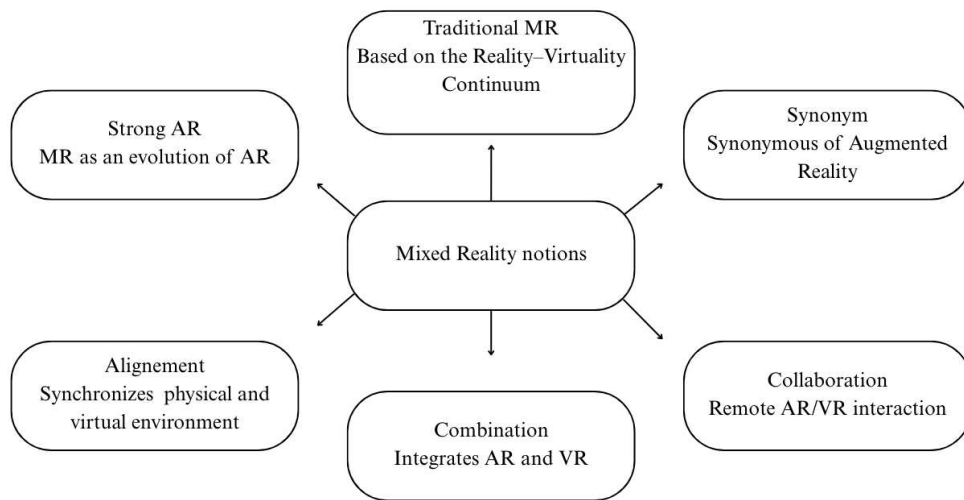 Traditional MR
Based on the Reality–Virtuality
Continuum
Strong AR
MR as an evolution of AR
Synonym
Synonymous of Augmented
Reality
Mixed Reality notions
Alignement
Synchronizes physical and
virtual environment
Combination
Integrates AR and VR
Collaboration
Remote AR/VR interaction